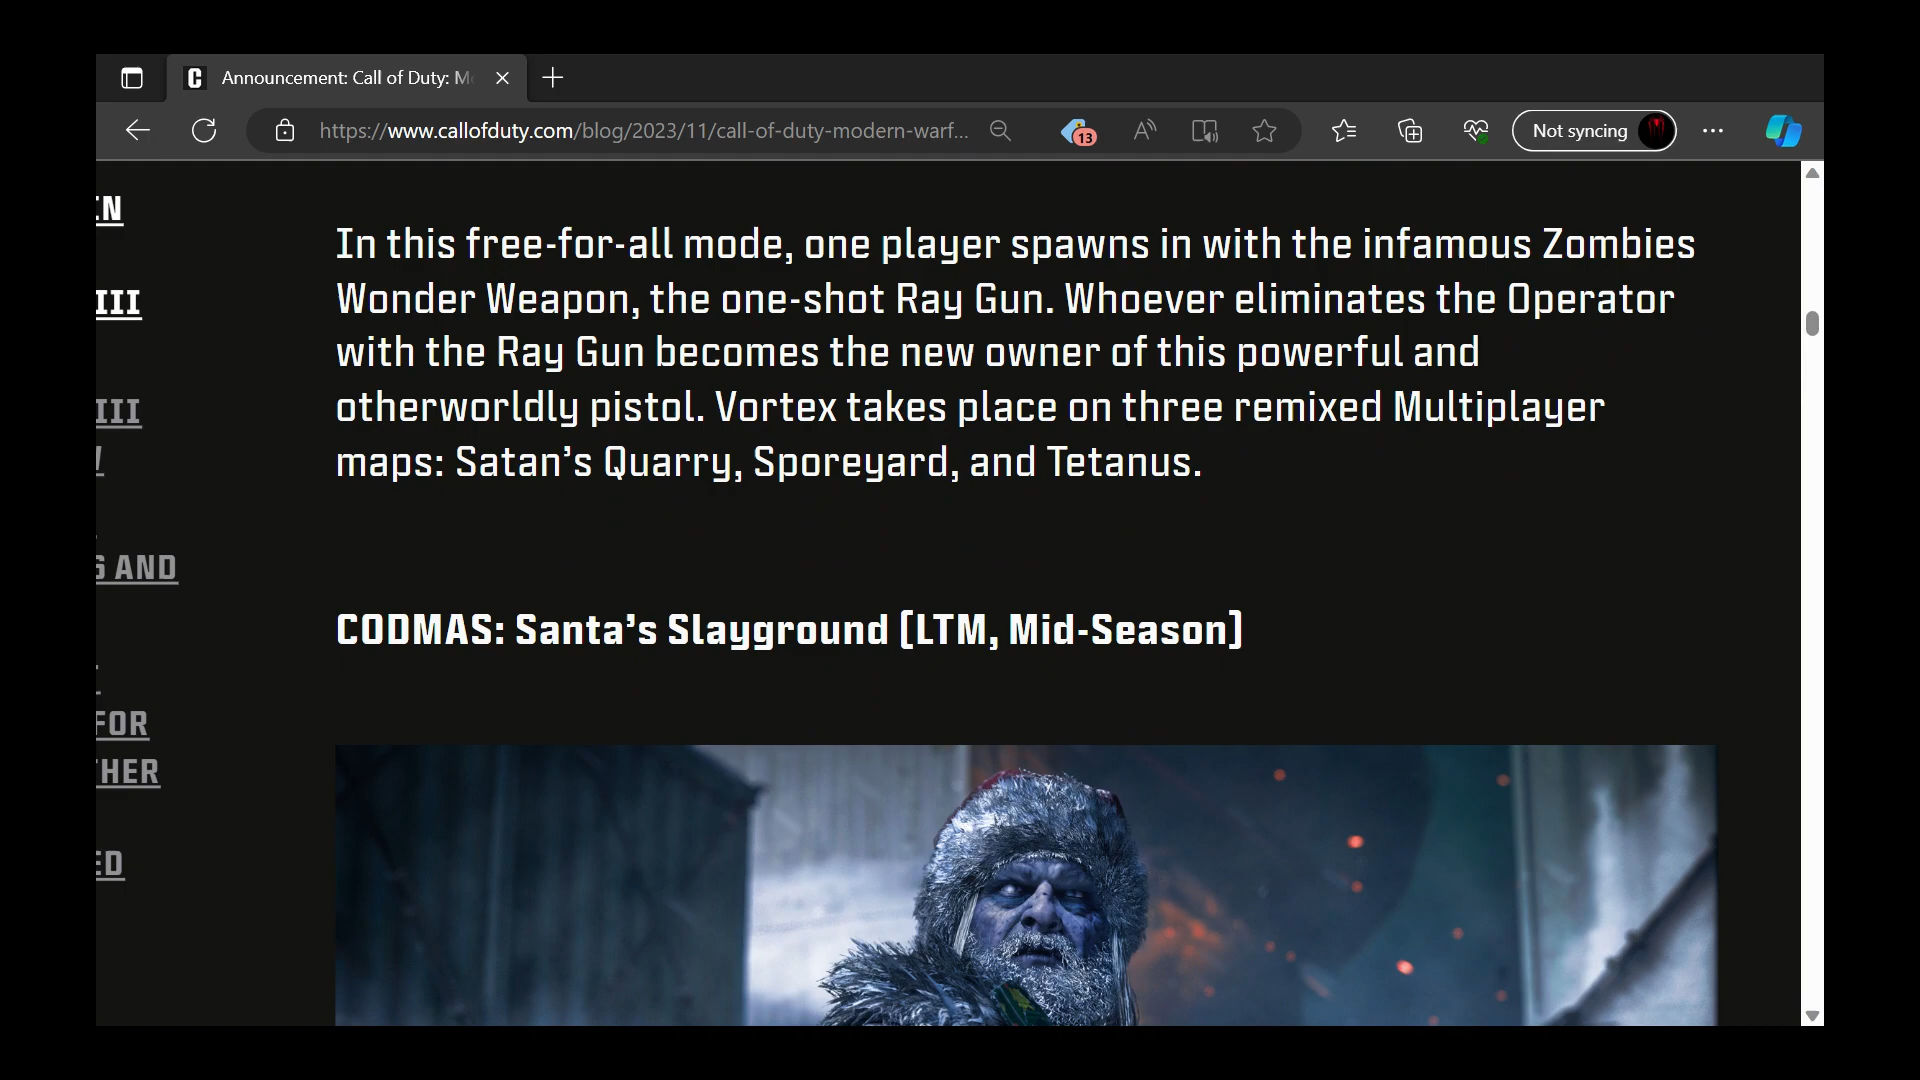 Announcement: Call of Duty: M
https://www.callofduty.com/blog/2023/11/call-of-duty-modern-warf...
13
Not syncing
IN
III
III
G AND
FOR
THER
ED
In this free-for-all mode, one player spawns in with the infamous Zombies
Wonder Weapon, the one-shot Ray Gun. Whoever eliminates the Operator
with the Ray Gun becomes the new owner of this powerful and
otherworldly pistol. Vortex takes place on three remixed Multiplayer
maps: Satan’s Quarry, Sporeyard, and Tetanus.
CODMAS: Santa’s Slayground (LTM, Mid-Season)